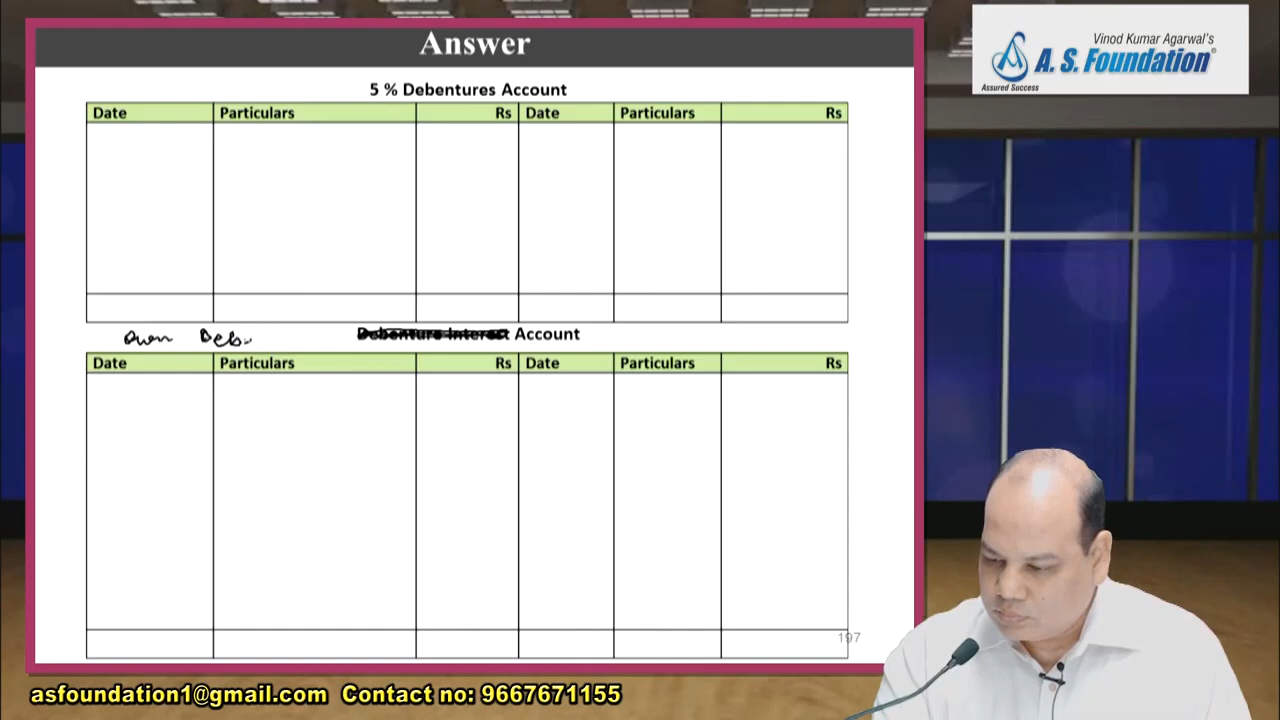 Answer
Vinod Kumar Agarwal's
A. S. Foundation®
Assured Success
5 % Debentures Account
Date Particulars Rs Date Particulars Rs
Own Deb.
Debenture Interest Account
Date Particulars Rs Date Particulars Rs
197
asfoundation1@gmail.com Contact no: 9667671155